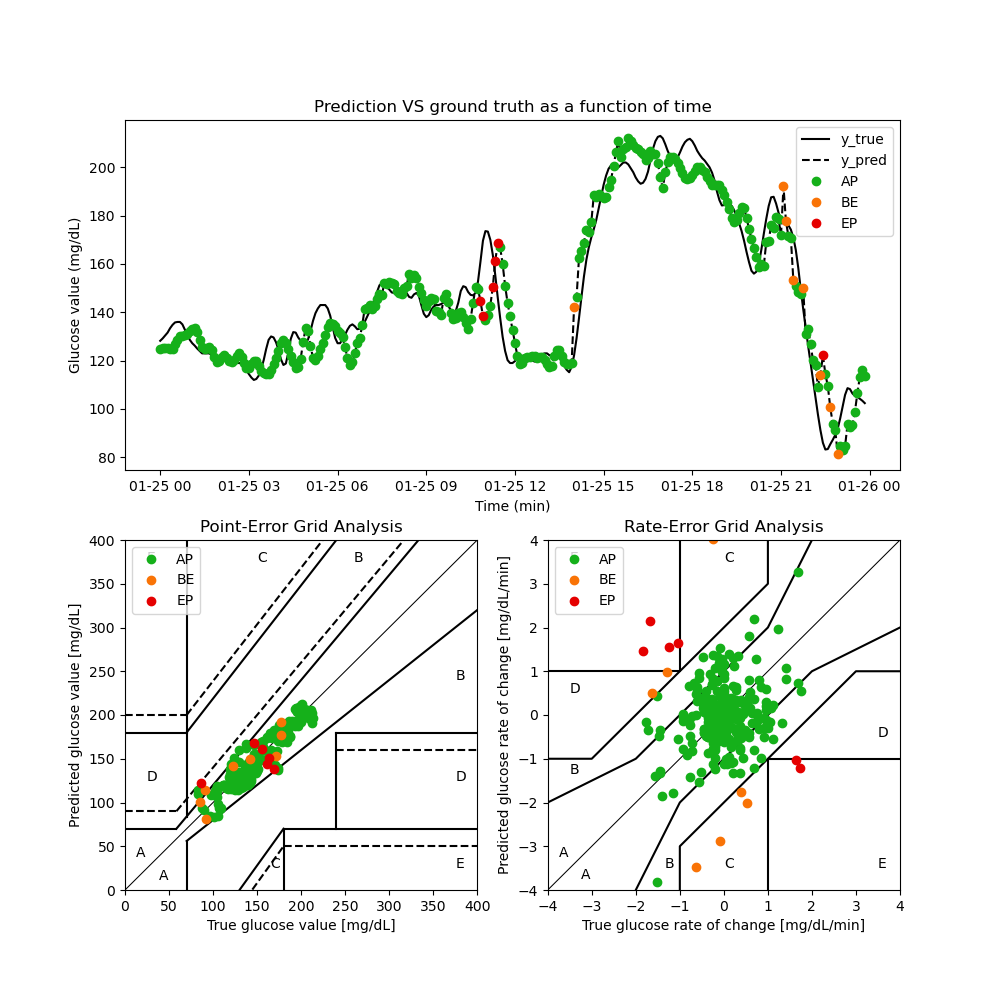 Prediction VS ground truth as a function of time
Glucose value (mg/dL)
200
180
160
140
120
100
80
y_true
y_pred
AP
BE
EP
01-25 00 01-25 03 01-25 06 01-25 09 01-25 12 01-25 15 01-25 18 01-25 21 01-26 00
Time (min)
Point-Error Grid Analysis
Predicted glucose value [mg/dL]
400
350
300
250
200
150
100
50
0
AP
BE
EP
C
B
B
D
D
A
A
C
E
0 50 100 150 200 250 300 350 400
True glucose value [mg/dL]
Rate-Error Grid Analysis
Predicted glucose rate of change [mg/dL/min]
4
3
2
1
0
−1
−2
−3
−4
AP
BE
EP
C
D
D
B
A
A
B
C
E
−4 −3 −2 −1 0 1 2 3 4
True glucose rate of change [mg/dL/min]